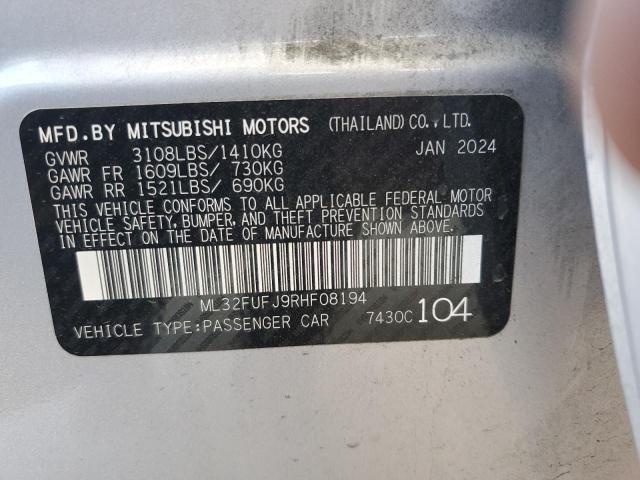 MFD.BY MITSUBISHI MOTORS (THAILAND)CO.,LTD.
GVWR 3108LBS/1410KG JAN 2024
GAWR FR 1609LBS/ 730KG
GAWR RR 1521LBS/ 690KG
THIS VEHICLE CONFORMS TO ALL APPLICABLE FEDERAL MOTOR
VEHICLE SAFETY, BUMPER, AND THEFT PREVENTION STANDARDS
IN EFFECT ON THE DATE OF MANUFACTURE SHOWN ABOVE.
ML32FUFJ9RHF08194
VEHICLE TYPE:PASSENGER CAR 7430C 104